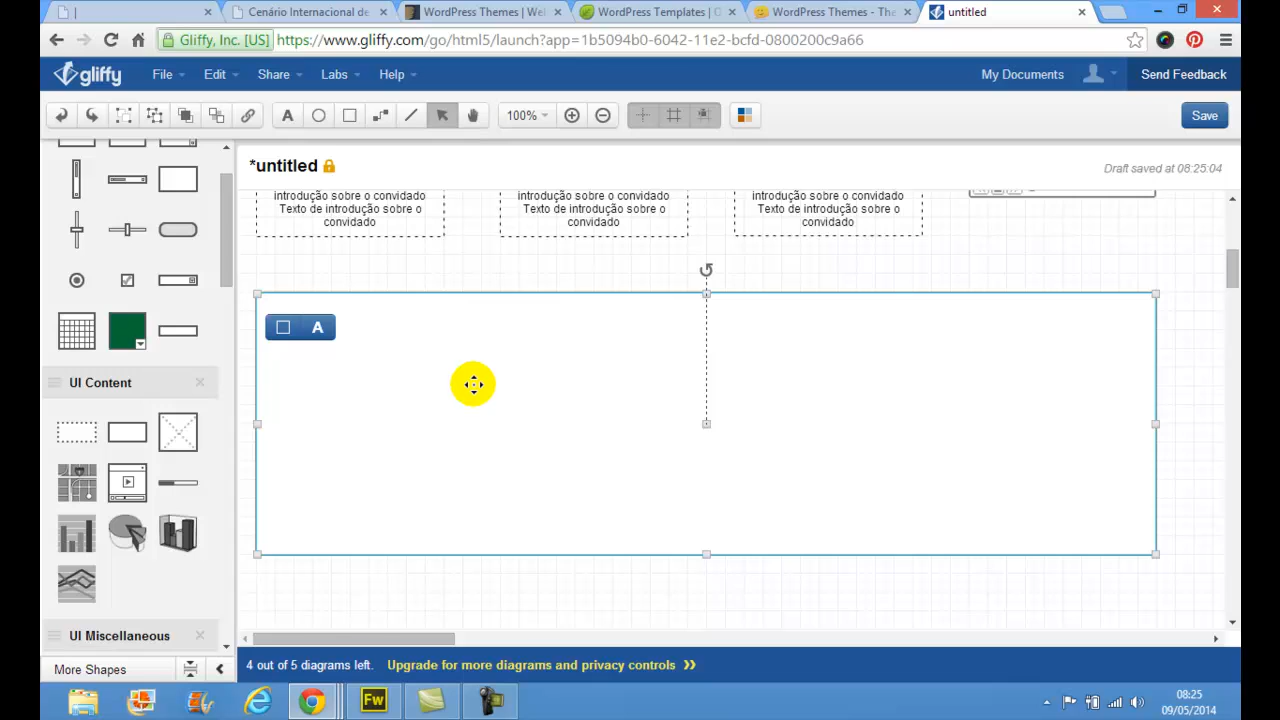 Cenário Internacional de
WordPress Themes | Wel
WordPress Templates | O
WordPress Themes - The
untitled
Gliffy, Inc. [US]
https://www.gliffy.com/go/html5/launch?app=1b5094b0-6042-11e2-bcfd-0800200c9a66
gliffy
File
Edit
Share
Labs
Help
My Documents
Send Feedback
A
100%
Save
*untitled
Draft saved at 08:25:04
introdução sobre o convidado
Texto de introdução sobre o
convidado
introdução sobre o convidado
Texto de introdução sobre o
convidado
introdução sobre o convidado
Texto de introdução sobre o
convidado
A
UI Content
UI Miscellaneous
More Shapes
4 out of 5 diagrams left.
Upgrade for more diagrams and privacy controls
Fw
08:25
09/05/2014